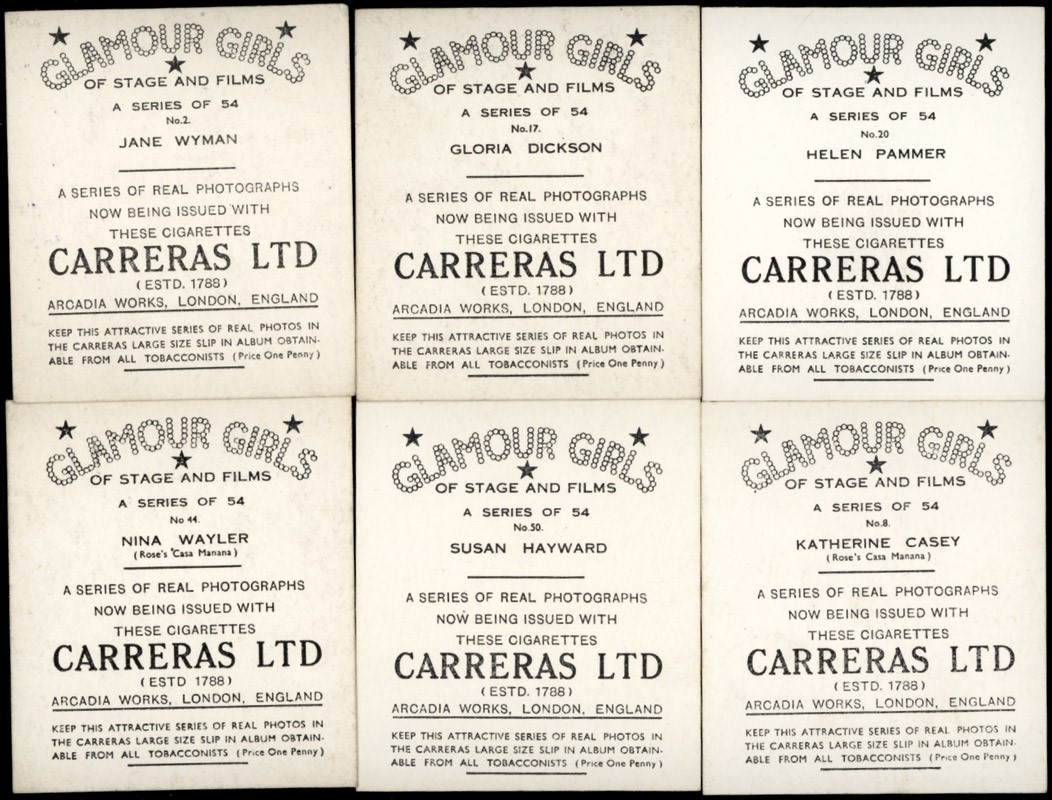 GLAMOUR GIRLS
OF STAGE AND FILMS
A SERIES OF 54
No.2.
JANE WYMAN
A SERIES OF REAL PHOTOGRAPHS
NOW BEING ISSUED WITH
THESE CIGARETTES
CARRERAS LTD
(ESTD. 1788)
ARCADIA WORKS, LONDON, ENGLAND
KEEP THIS ATTRACTIVE SERIES OF REAL PHOTOS IN
THE CARRERAS LARGE SIZE SLIP IN ALBUM OBTAIN-
ABLE FROM ALL TOBACCONISTS (Price One Penny)
GLAMOUR GIRLS
OF STAGE AND FILMS
A SERIES OF 54
No.17.
GLORIA DICKSON
A SERIES OF REAL PHOTOGRAPHS
NOW BEING ISSUED WITH
THESE CIGARETTES
CARRERAS LTD
(ESTD. 1788)
ARCADIA WORKS, LONDON, ENGLAND
KEEP THIS ATTRACTIVE SERIES OF REAL PHOTOS IN
THE CARRERAS LARGE SIZE SLIP IN ALBUM OBTAIN-
ABLE FROM ALL TOBACCONISTS (Price One Penny)
GLAMOUR GIRLS
OF STAGE AND FILMS
A SERIES OF 54
No.20
HELEN PAMMER
A SERIES OF REAL PHOTOGRAPHS
NOW BEING ISSUED WITH
THESE CIGARETTES
CARRERAS LTD
(ESTD. 1788)
ARCADIA WORKS, LONDON, ENGLAND
KEEP THIS ATTRACTIVE SERIES OF REAL PHOTOS IN
THE CARRERAS LARGE SIZE SLIP IN ALBUM OBTAIN-
ABLE FROM ALL TOBACCONISTS (Price One Penny)
GLAMOUR GIRLS
OF STAGE AND FILMS
A SERIES OF 54
No 44.
NINA WAYLER
(Rose's Casa Manana)
A SERIES OF REAL PHOTOGRAPHS
NOW BEING ISSUED WITH
THESE CIGARETTES
CARRERAS LTD
(ESTD 1788)
ARCADIA WORKS, LONDON, ENGLAND
KEEP THIS ATTRACTIVE SERIES OF REAL PHOTOS IN
THE CARRERAS LARGE SIZE SLIP IN ALBUM OBTAIN-
ABLE FROM ALL TOBACCONISTS (Price One Penny)
GLAMOUR GIRLS
OF STAGE AND FILMS
A SERIES OF 54
No.50.
SUSAN HAYWARD
A SERIES OF REAL PHOTOGRAPHS
NOW BEING ISSUED WITH
THESE CIGARETTES
CARRERAS LTD
(ESTD. 1788)
ARCADIA WORKS, LONDON, ENGLAND
KEEP THIS ATTRACTIVE SERIES OF REAL PHOTOS IN
THE CARRERAS LARGE SIZE SLIP IN ALBUM OBTAIN-
ABLE FROM ALL TOBACCONISTS (Price One Penny)
GLAMOUR GIRLS
OF STAGE AND FILMS
A SERIES OF 54
No.8.
KATHERINE CASEY
(Rose's Casa Manana)
A SERIES OF REAL PHOTOGRAPHS
NOW BEING ISSUED WITH
THESE CIGARETTES
CARRERAS LTD
(ESTD. 1788)
ARCADIA WORKS, LONDON, ENGLAND
KEEP THIS ATTRACTIVE SERIES OF REAL PHOTOS IN
THE CARRERAS LARGE SIZE SLIP IN ALBUM OBTAIN-
ABLE FROM ALL TOBACCONISTS (Price One Penny)